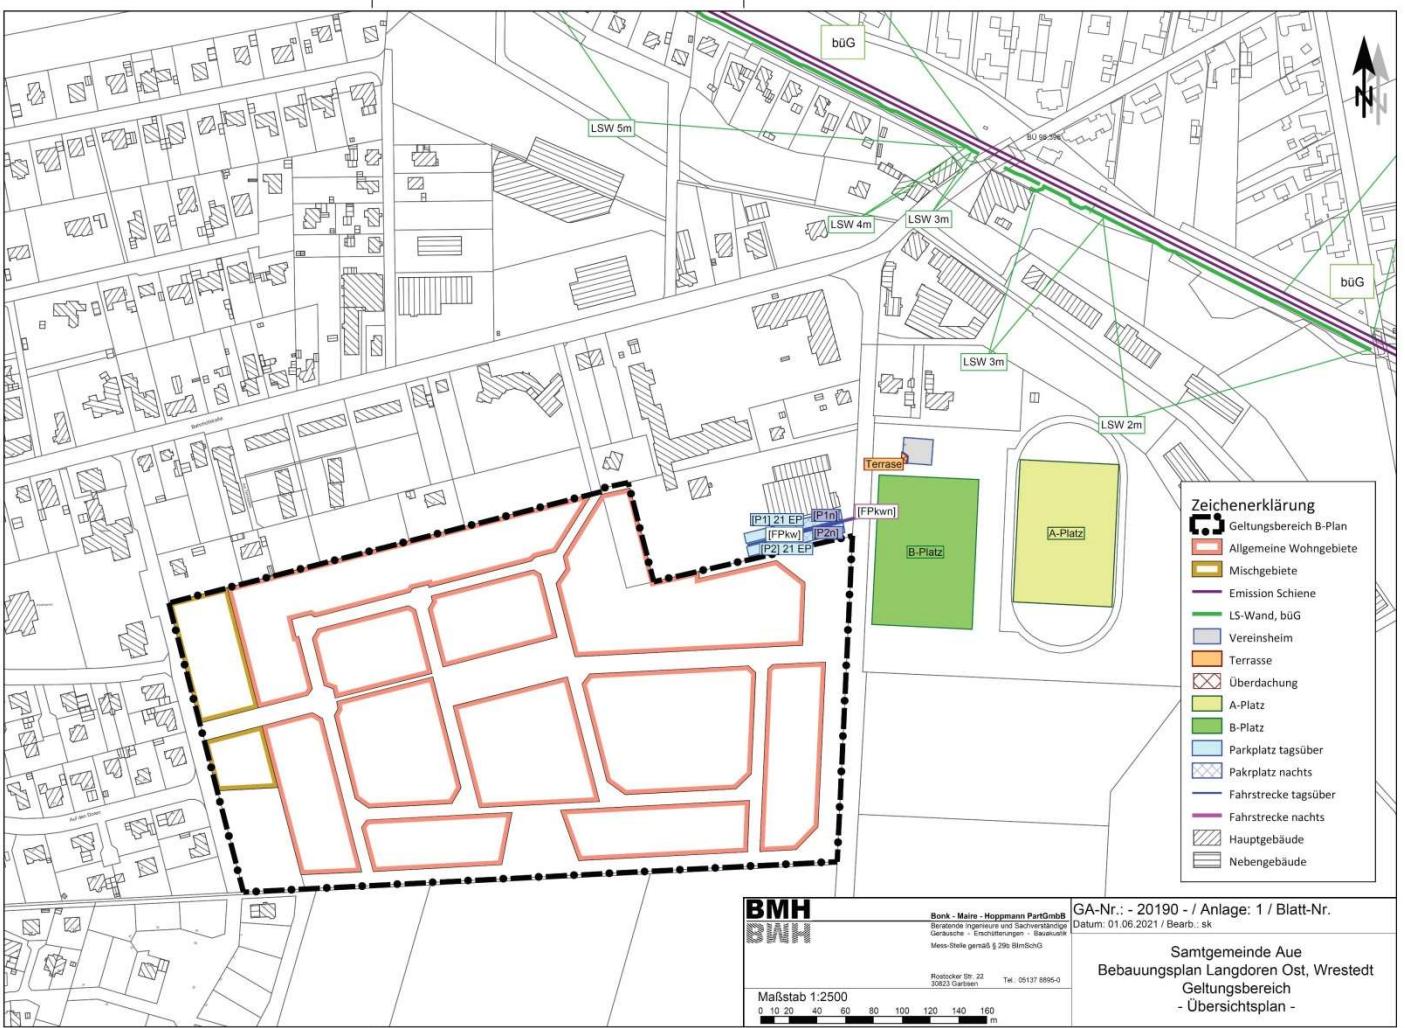 büG
LSW 5m
BÜ 96,396
LSW 4m
LSW 3m
büG
LSW 3m
LSW 2m
Bahnhofstraße
Terrase
[P1] 21 EP
[P1n]
[FPkwn]
[FPkw]
[P2n]
[P2] 21 EP
B-Platz
A-Platz
Auf den Dören
N
Zeichenerklärung
Geltungsbereich B-Plan
Allgemeine Wohngebiete
Mischgebiete
Emission Schiene
LS-Wand, büG
Vereinsheim
Terrasse
Überdachung
A-Platz
B-Platz
Parkplatz tagsüber
Pakrplatz nachts
Fahrstrecke tagsüber
Fahrstrecke nachts
Hauptgebäude
Nebengebäude
BMH
Bonk - Maire - Hoppmann PartGmbB
Beratende Ingenieure und Sachverständige
Geräusche - Erschütterungen - Bauakustik
Mess-Stelle gemäß § 29b BImSchG
Rostocker Str. 22
30823 Garbsen
Tel.: 05137 8895-0
Maßstab 1:2500
0 10 20 40 60 80 100 120 140 160
m
GA-Nr.: - 20190 - / Anlage: 1 / Blatt-Nr.
Datum: 01.06.2021 / Bearb.: sk
Samtgemeinde Aue
Bebauungsplan Langdoren Ost, Wrestedt
Geltungsbereich
- Übersichtsplan -